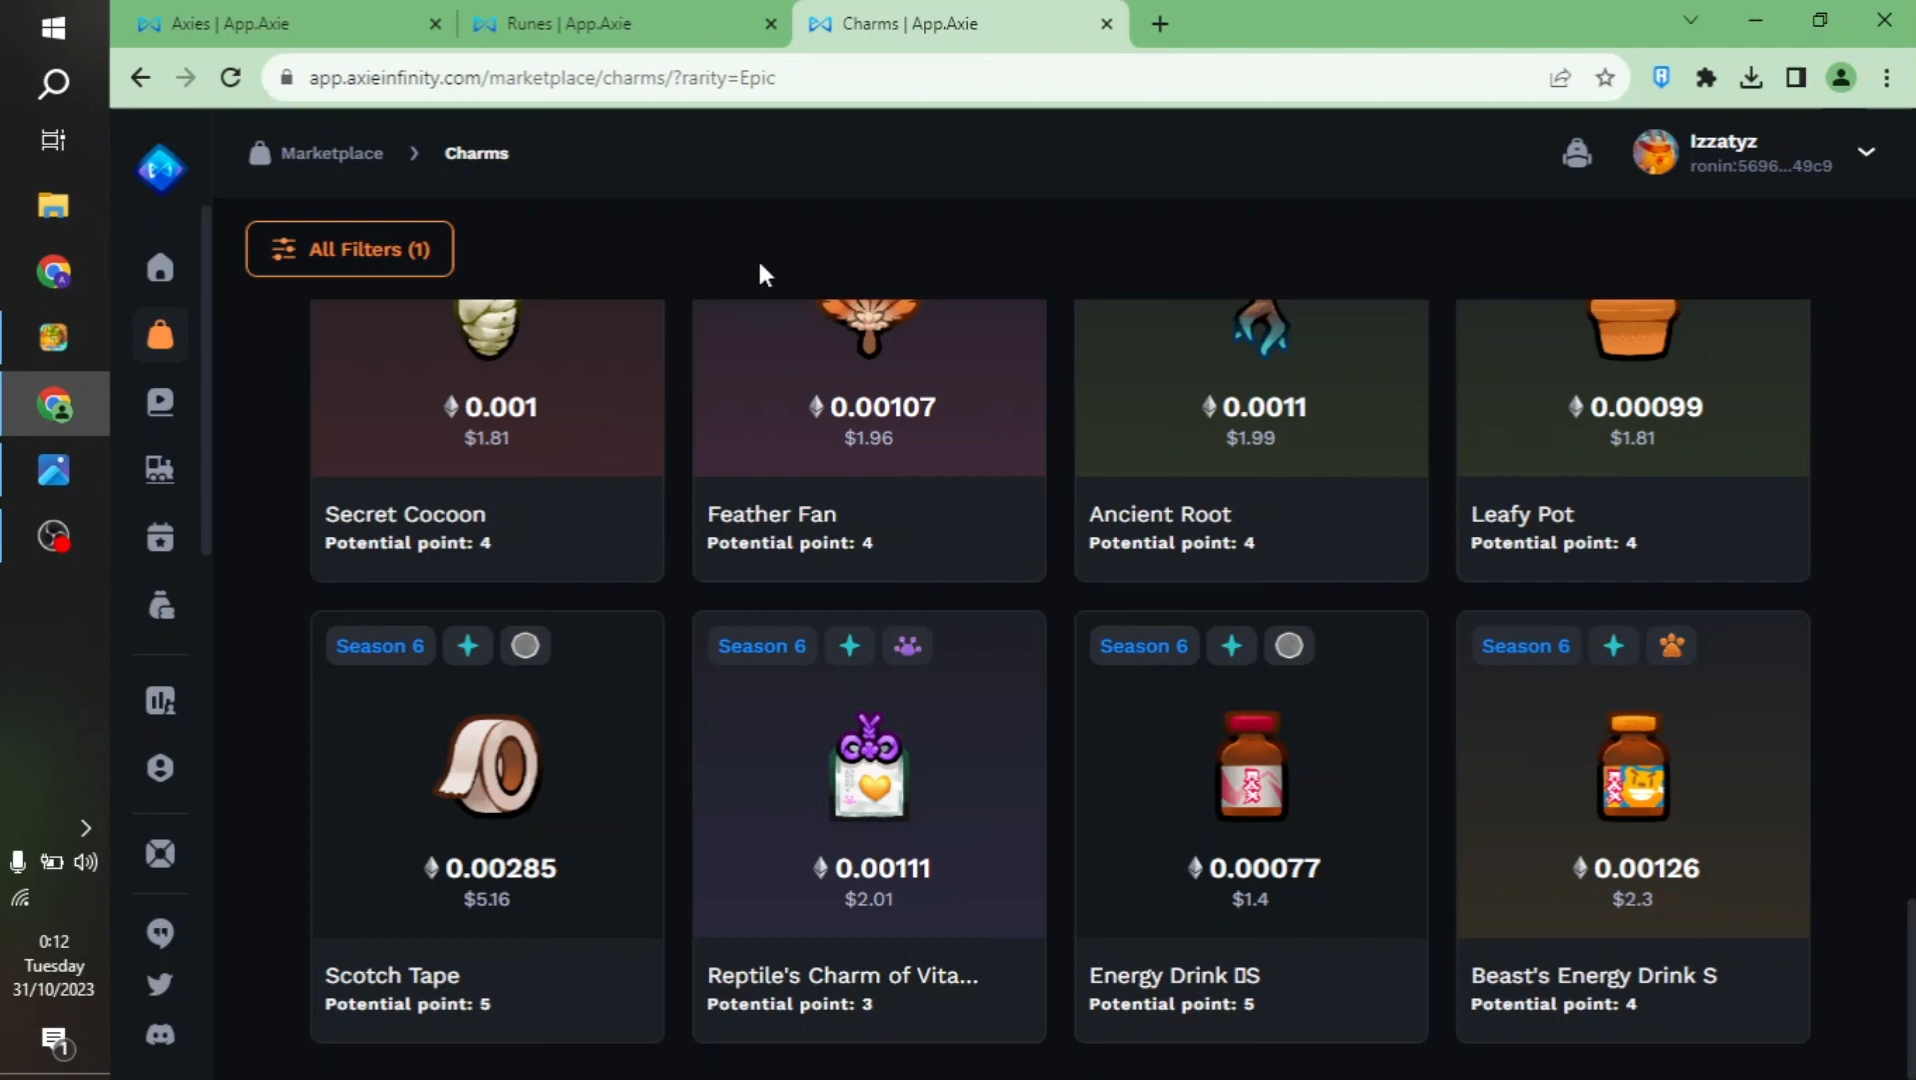 Axies | App.Axie
Runes | App.Axie
Charms | App.Axie
app.axieinfinity.com/marketplace/charms/?rarity=Epic
Marketplace
Charms
Izzatyz
ronin:5696...49c9
All Filters (1)
0.001
$1.81
Secret Cocoon
Potential point: 4
0.00107
$1.96
Feather Fan
Potential point: 4
0.0011
$1.99
Ancient Root
Potential point: 4
0.00099
$1.81
Leafy Pot
Potential point: 4
Season 6
0.00285
$5.16
Scotch Tape
Potential point: 5
Season 6
0.00111
$2.01
Reptile's Charm of Vita...
Potential point: 3
Season 6
0.00077
$1.4
Energy Drink ▯S
Potential point: 5
Season 6
0.00126
$2.3
Beast's Energy Drink S
Potential point: 4
0:12
Tuesday
31/10/2023
1